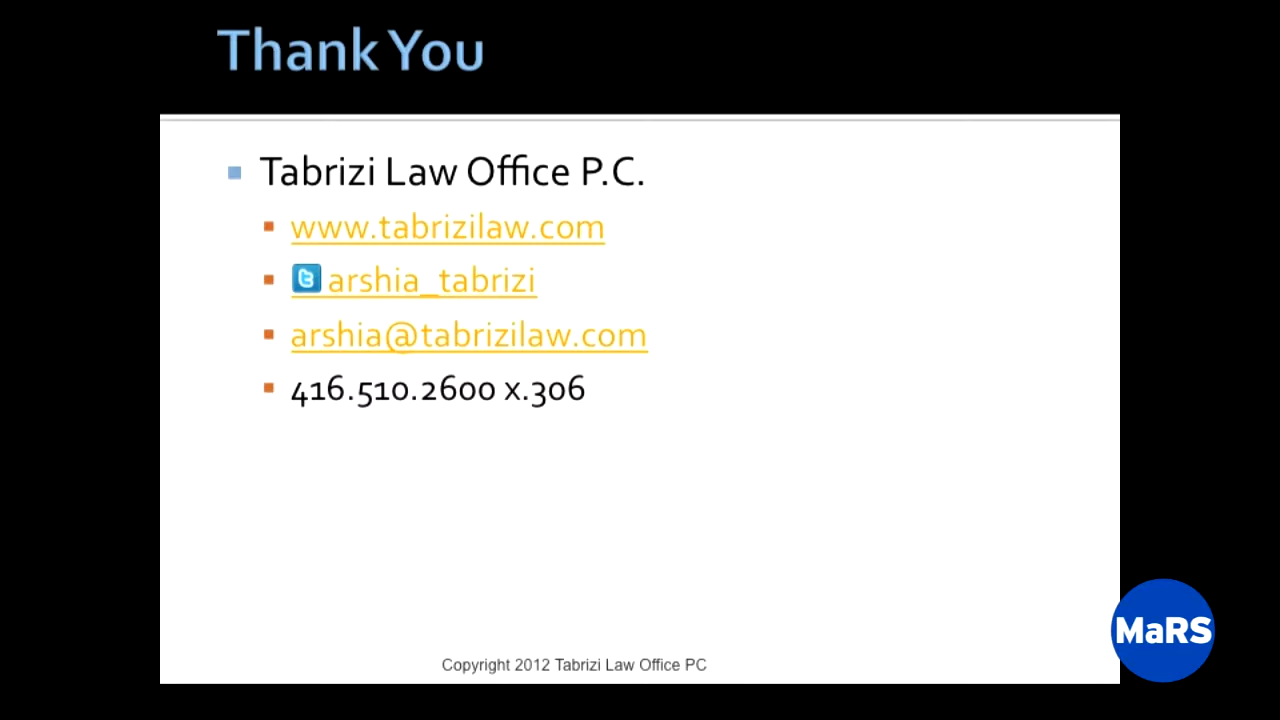 Thank You
Tabrizi Law Office P.C.
www.tabrizilaw.com
arshia_tabrizi
arshia@tabrizilaw.com
416.510.2600 x.306
MaRS
Copyright 2012 Tabrizi Law Office PC